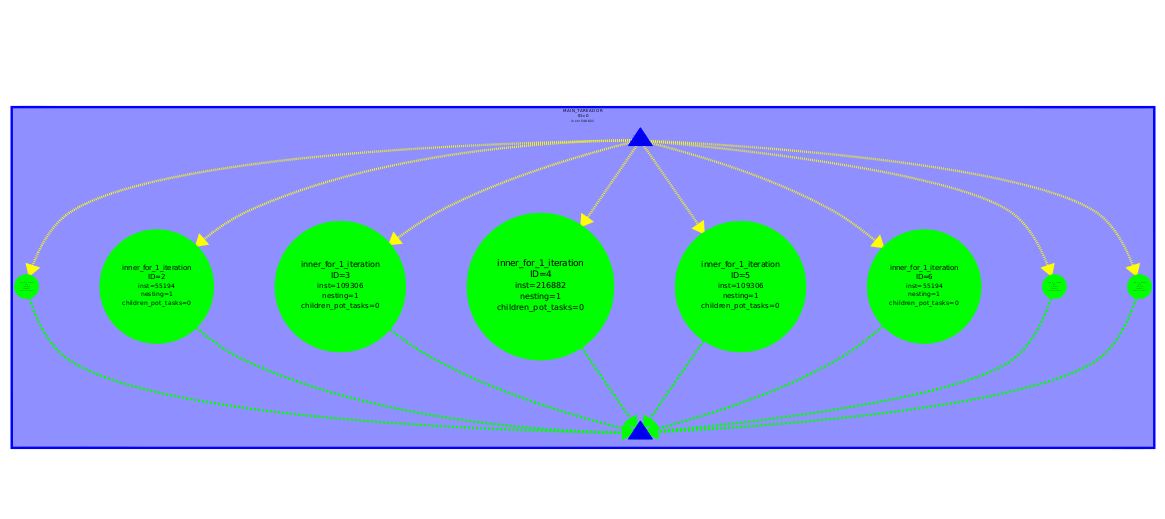 MAIN_TAREADOR
ID=0
inner_for_1_iteration
ID=2
inst=55194
nesting=1
children_pot_tasks=0
inner_for_1_iteration
ID=3
inst=109306
nesting=1
children_pot_tasks=0
inner_for_1_iteration
ID=4
inst=216882
nesting=1
children_pot_tasks=0
inner_for_1_iteration
ID=5
inst=109306
nesting=1
children_pot_tasks=0
inner_for_1_iteration
ID=6
inst=55194
nesting=1
children_pot_tasks=0